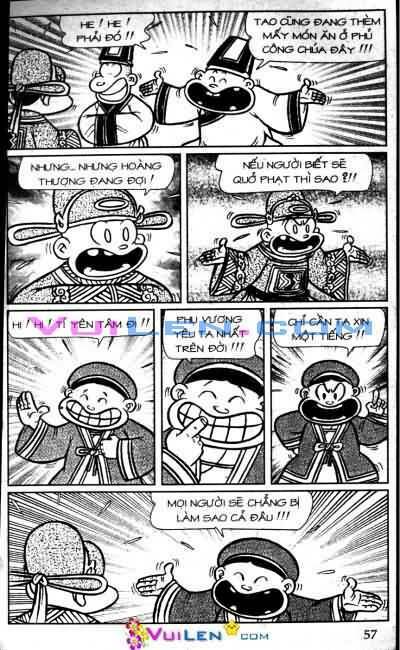 HE ! HE !
PHẢI ĐÓ !!
TAO CŨNG ĐANG THÈM
MẤY MÓN ĂN Ở PHỦ
CÔNG CHÚA ĐÂY !!!
NHƯNG... NHƯNG HOÀNG
THƯỢNG ĐANG ĐỢI !
NẾU NGƯỜI BIẾT SẼ
QUỞ PHẠT THÌ SAO ?!!
HI ! HI ! TÍ YÊN TÂM ĐI !!
PHỤ VƯƠNG
YÊU TA NHẤT
TRÊN ĐỜI !!!
CHỈ CẦN TA XIN
MỘT TIẾNG !!
VUILEN.COM
MỌI NGƯỜI SẼ CHẲNG BỊ
LÀM SAO CẢ ĐÂU !!!
57
VUILEN.COM